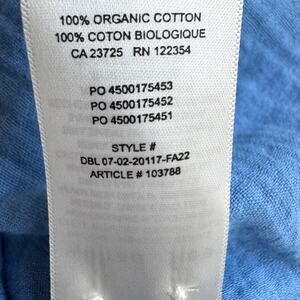 100% ORGANIC COTTON
100% COTON BIOLOGIQUE
CA 23725 RN 122354
PO 4500175453
PO 4500175452
PO 4500175451
STYLE #
DBL 07-02-20117-FA22
ARTICLE # 103788